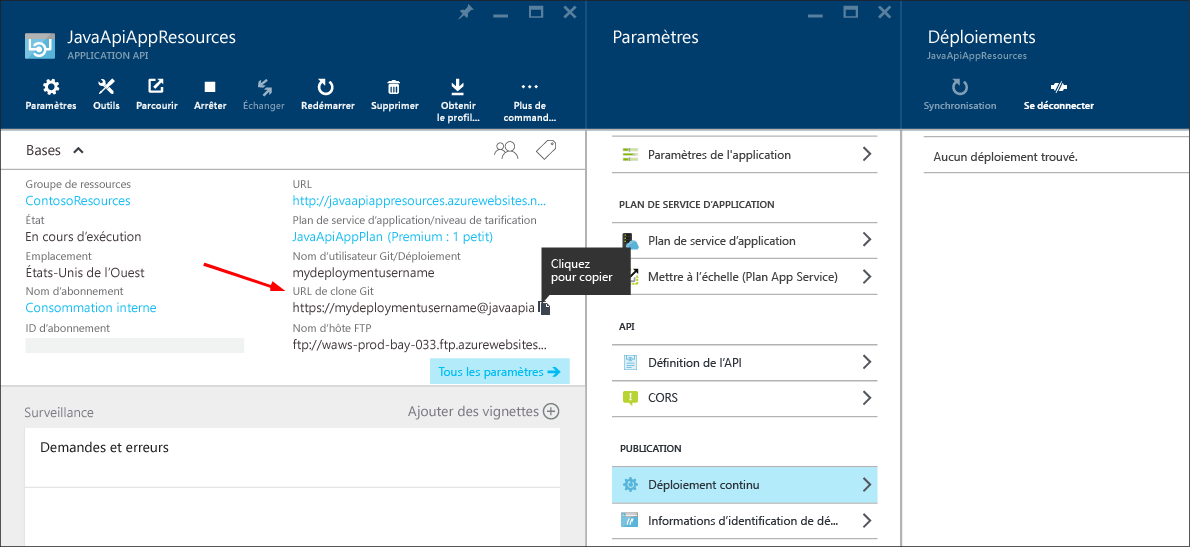 JavaApiAppResources
APPLICATION API
Paramètres
Outils
Parcourir
Arrêter
Échanger
Redémarrer
Supprimer
Obtenir
le profil...
Plus de
command...
Bases
Groupe de ressources
ContosoResources
État
En cours d'exécution
Emplacement
États-Unis de l'Ouest
Nom d'abonnement
Consommation interne
ID d'abonnement
URL
http://javaapiappresources.azurewebsites.n...
Plan de service d'application/niveau de tarification
JavaApiAppPlan (Premium : 1 petit)
Nom d'utilisateur Git/Déploiement
mydeploymentusername
URL de clone Git
https://mydeploymentusername@javaapia
Nom d'hôte FTP
ftp://waws-prod-bay-033.ftp.azurewebsites...
Cliquez
pour copier
Tous les paramètres
Surveillance
Ajouter des vignettes
Demandes et erreurs
Paramètres
Paramètres de l'application
PLAN DE SERVICE D'APPLICATION
Plan de service d'application
Mettre à l'échelle (Plan App Service)
API
Définition de l'API
CORS
PUBLICATION
Déploiement continu
Informations d'identification de dé...
Déploiements
JavaApiAppResources
Synchronisation
Se déconnecter
Aucun déploiement trouvé.